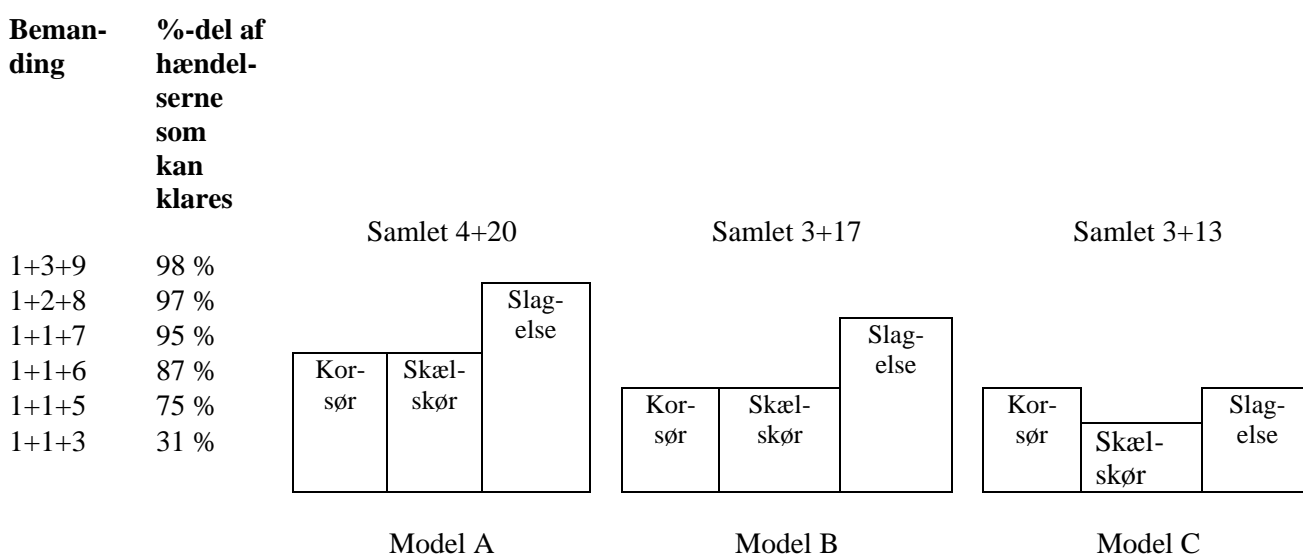 Beman-
ding
%-del af
hændel-
serne
som
kan
klares
Samlet 4+20
Samlet 3+17
Samlet 3+13
1+3+9 98 %
1+2+8 97 %
1+1+7 95 %
1+1+6 87 %
1+1+5 75 %
1+1+3 31 %
Kor-
sør
Skæl-
skør
Slag-
else
Model A
Kor-
sør
Skæl-
skør
Slag-
else
Model B
Kor-
sør
Skæl-
skør
Slag-
else
Model C